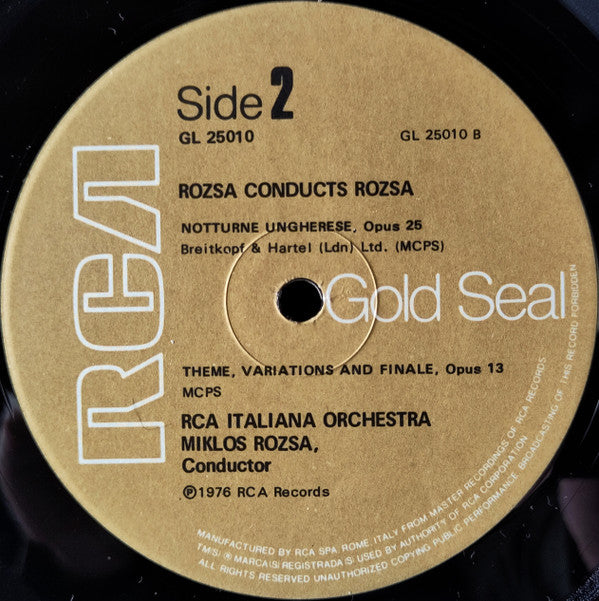 Side 2
GL 25010
GL 25010 B
ROZSA CONDUCTS ROZSA
NOTTURNE UNGHERESE, Opus 25
Breitkopf & Hartel (Ldn) Ltd. (MCPS)
RCA
Gold Seal
THEME, VARIATIONS AND FINALE, Opus 13
MCPS
RCA ITALIANA ORCHESTRA
MIKLOS ROZSA,
Conductor
℗1976 RCA Records
MANUFACTURED BY RCA SPA, ROME, ITALY FROM MASTER RECORDINGS OF RCA RECORDS
TM(S) ® MARCA(S) REGISTRADA(S) USED BY AUTHORITY OF RCA CORPORATION
ALL RIGHTS RESERVED UNAUTHORIZED COPYING PUBLIC PERFORMANCE BROADCASTING OF THIS RECORD FORBIDDEN